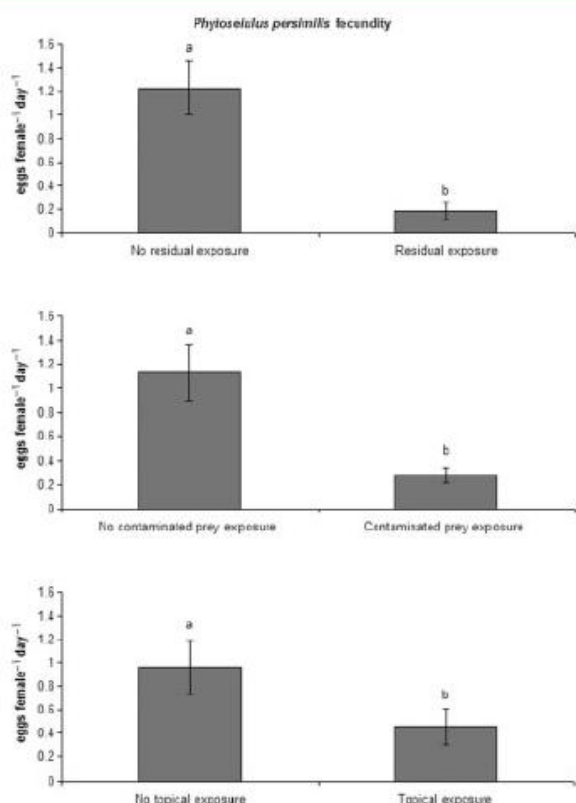 Phytoseiulus persimilis fecundity
eggs female⁻¹ day⁻¹
1.6
1.4
1.2
1
0.8
0.6
0.4
0.2
0
a
b
No residual exposure
Residual exposure
eggs female⁻¹ day⁻¹
1.6
1.4
1.2
1
0.8
0.6
0.4
0.2
0
a
b
No contaminated prey exposure
Contaminated prey exposure
eggs female⁻¹ day⁻¹
1.6
1.4
1.2
1
0.8
0.6
0.4
0.2
0
a
b
No topical exposure
Topical exposure